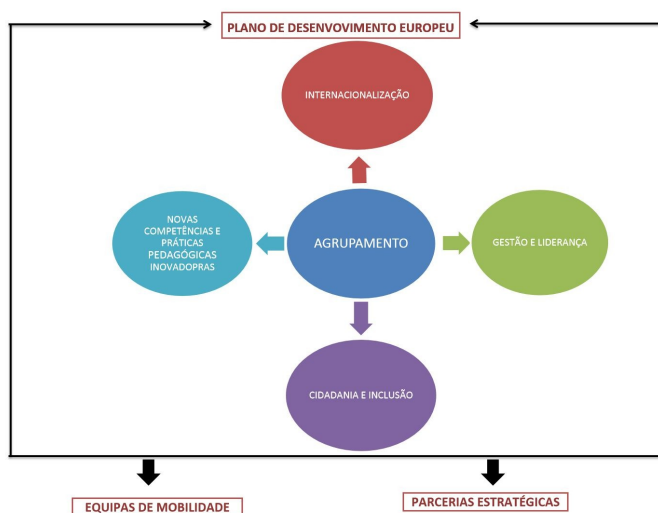 PLANO DE DESENVOVIMENTO EUROPEU
INTERNACIONALIZAÇÃO
NOVAS
COMPETÊNCIAS E
PRÁTICAS
PEDAGÓGICAS
INOVADOPRAS
AGRUPAMENTO
GESTÃO E LIDERANÇA
CIDADANIA E INCLUSÃO
EQUIPAS DE MOBILIDADE
PARCERIAS ESTRATÉGICAS